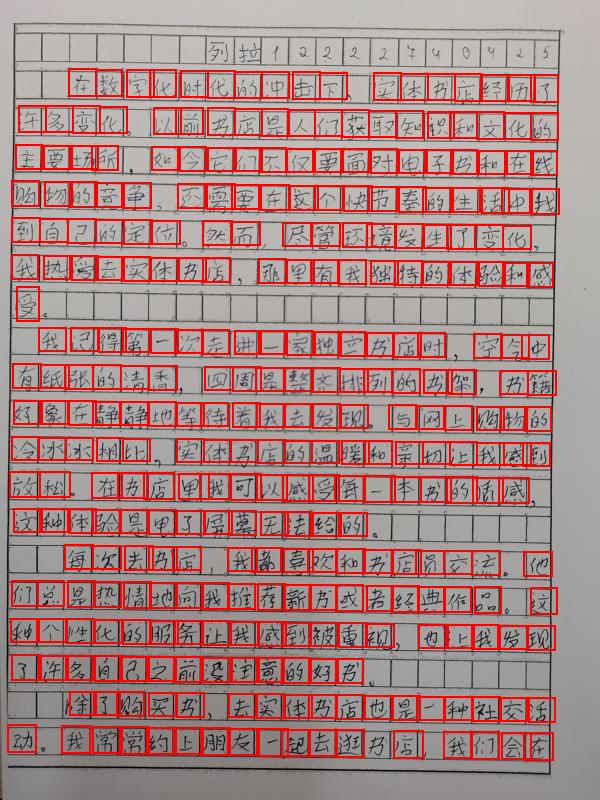 列拉12222740425
在数字化时代的冲击下。实体书店经历了
许多变化。以前书店是人们获取知识和文化的
主要场所，如今它们不仅要面对电子书和在线
购物的竞争，还需要在这个快节奏的生活中找
到自己的定位。然而，尽管环境发生了变化，
我热爱去实体书店，那里有我独特的体验和感
受。
我记得第一次走进一家独立书店时，空气中
有纸张的清香，四周是整齐排列的书架，书籍
好象在静静地等待着我去发现。与网上购物的
冷冰冰相比，实体书店的温暖和亲切让我感到
放松。在书店里我可以感受每一本书的质感，
这种体验是电子屏幕无法给的。
每次去书店，我都喜欢和书店员交流。他
们总是热情地向我推荐新书或者经典作品。这
种个性化的服务让我感到被重视，也让我发现
了许多自己之前没注意的好书。
除了购买书，去实体书店也是一种社交活
动。我常常约上朋友一起去逛书店，我们会在